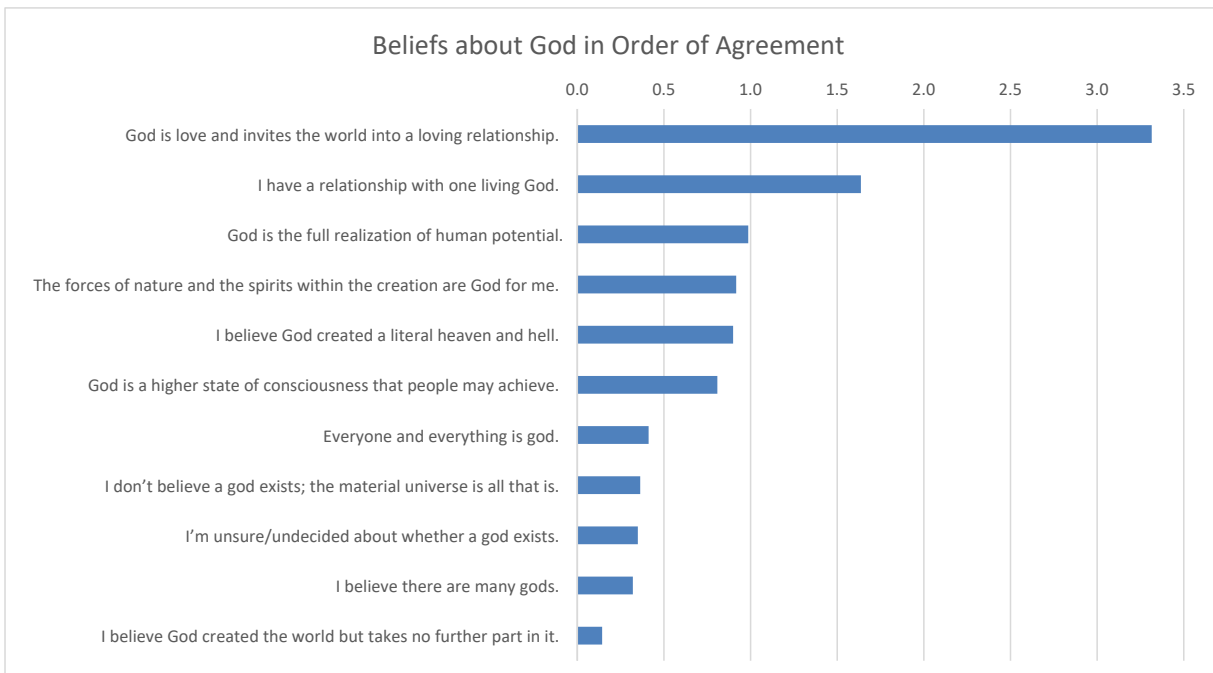 Beliefs about God in Order of Agreement
0.0 0.5 1.0 1.5 2.0 2.5 3.0 3.5
God is love and invites the world into a loving relationship.
I have a relationship with one living God.
God is the full realization of human potential.
The forces of nature and the spirits within the creation are God for me.
I believe God created a literal heaven and hell.
God is a higher state of consciousness that people may achieve.
Everyone and everything is god.
I don’t believe a god exists; the material universe is all that is.
I’m unsure/undecided about whether a god exists.
I believe there are many gods.
I believe God created the world but takes no further part in it.